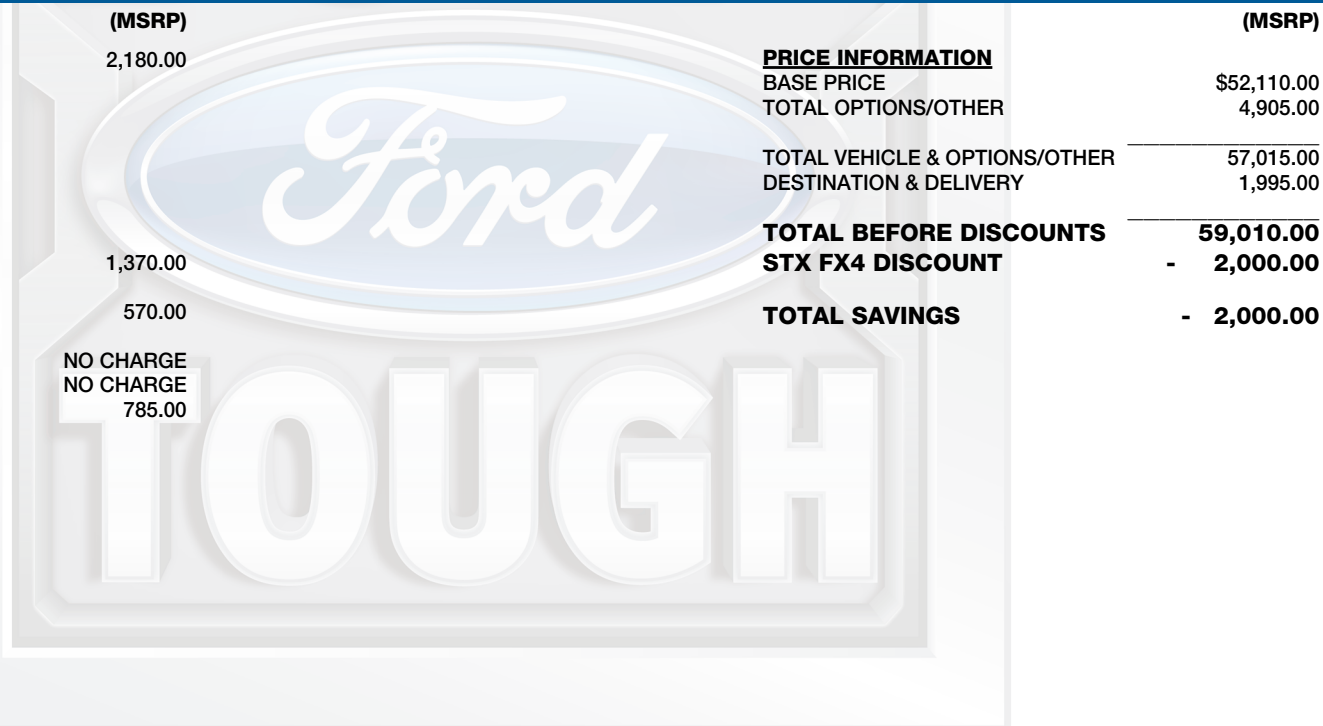 (MSRP)
2,180.00
1,370.00
570.00
NO CHARGE
NO CHARGE
785.00
(MSRP)
PRICE INFORMATION
BASE PRICE $52,110.00
TOTAL OPTIONS/OTHER 4,905.00
TOTAL VEHICLE & OPTIONS/OTHER 57,015.00
DESTINATION & DELIVERY 1,995.00
TOTAL BEFORE DISCOUNTS 59,010.00
STX FX4 DISCOUNT - 2,000.00
TOTAL SAVINGS - 2,000.00
Ford
TOUGH